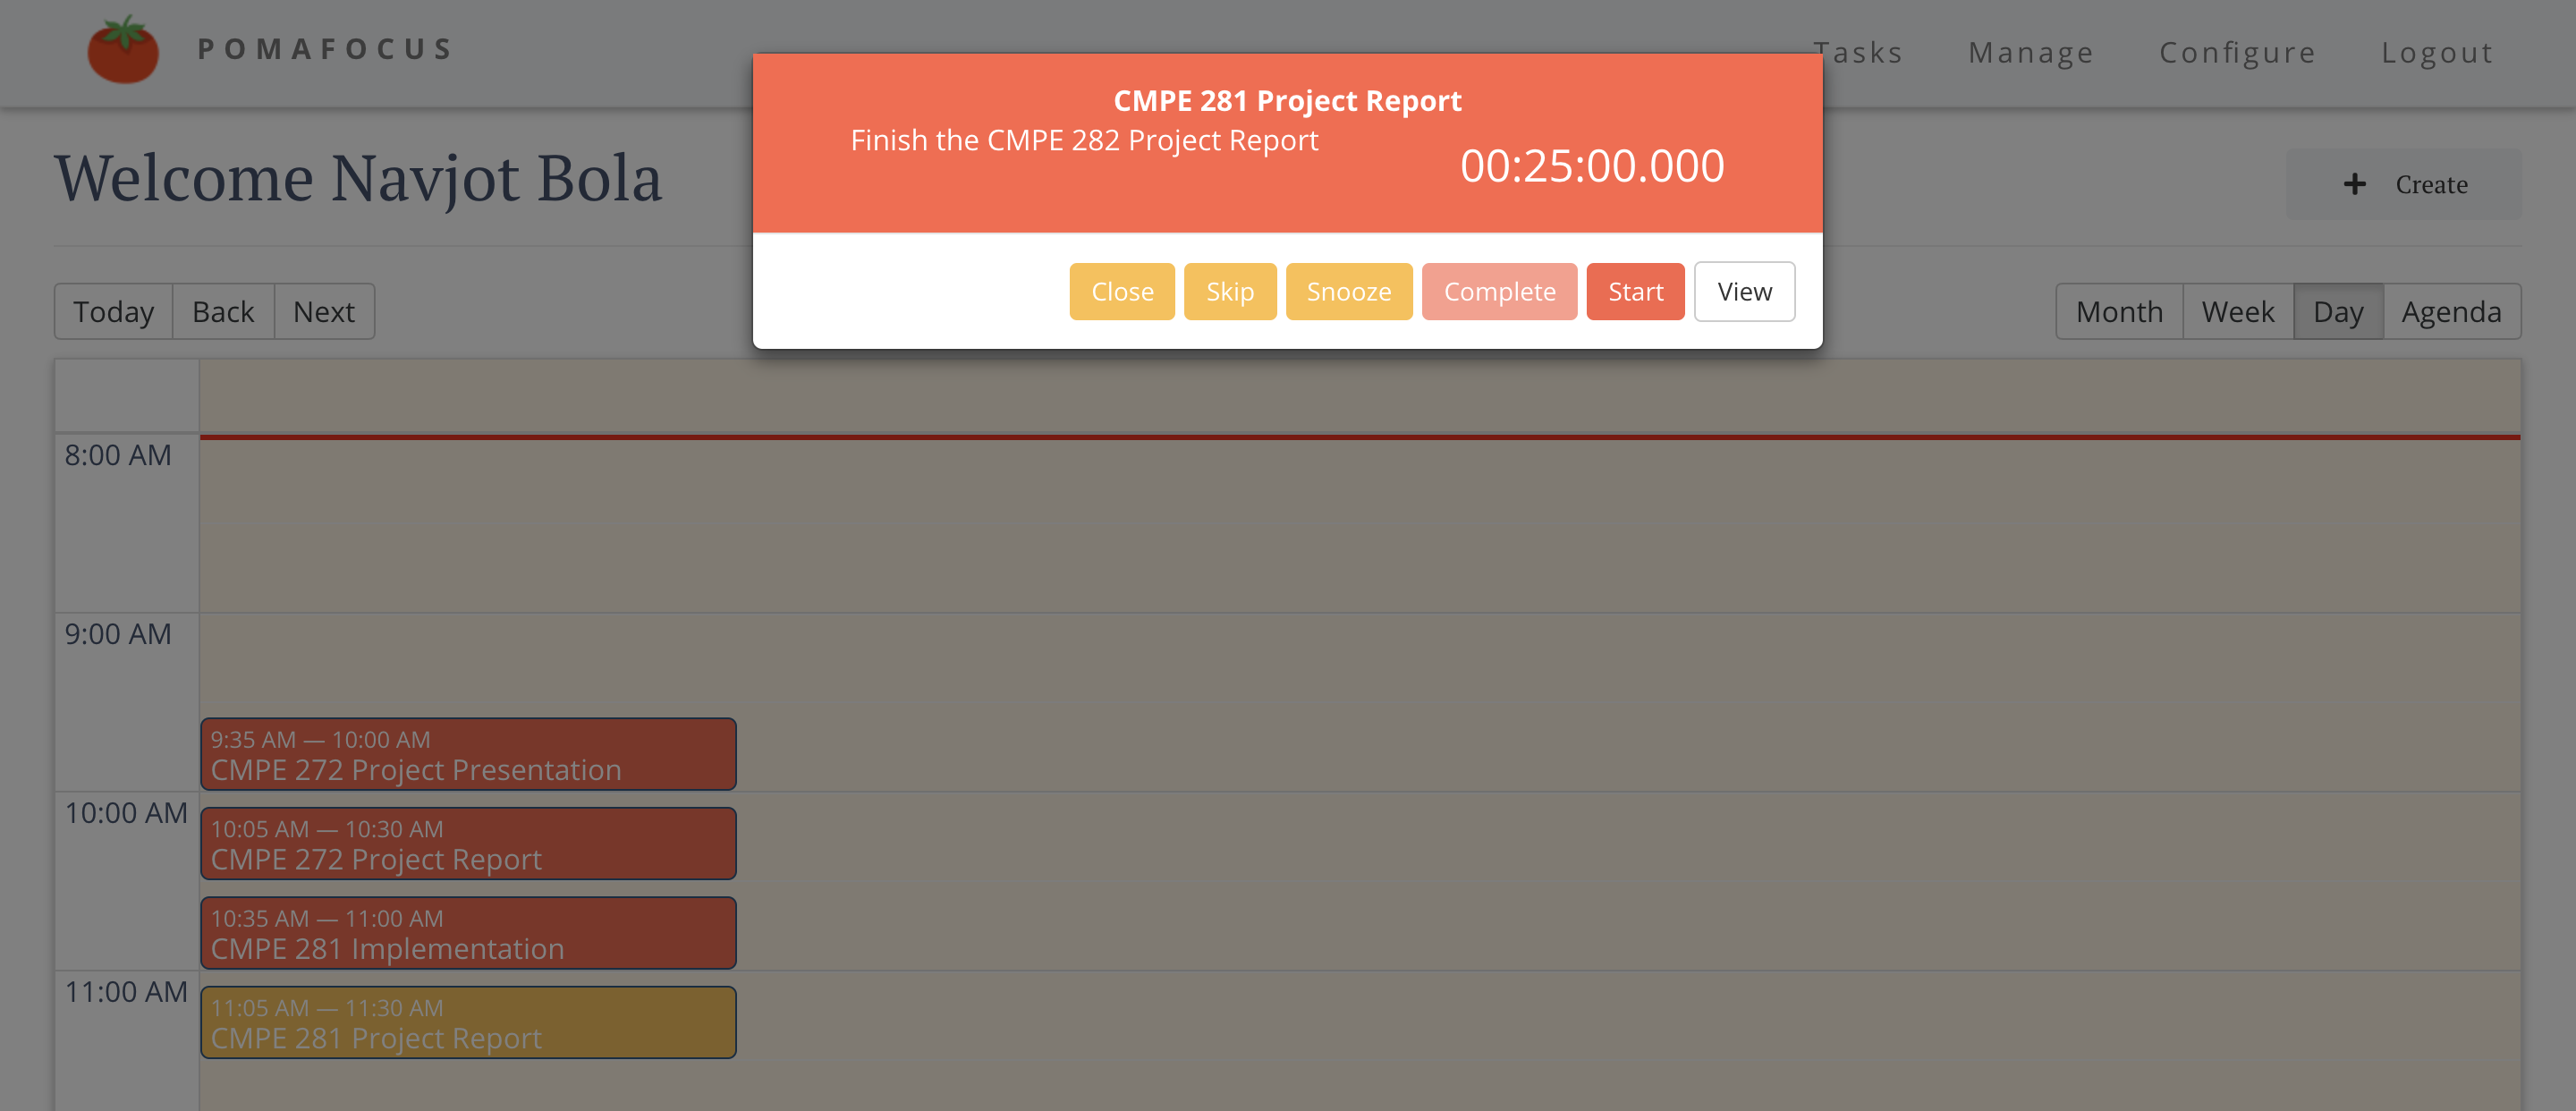 POMAFOCUS
Tasks Manage Configure Logout
CMPE 281 Project Report
Finish the CMPE 282 Project Report
00:25:00.000
Close Skip Snooze Complete Start View
Welcome Navjot Bola
+ Create
Today Back Next
Month Week Day Agenda
8:00 AM
9:00 AM
9:35 AM — 10:00 AM
CMPE 272 Project Presentation
10:00 AM
10:05 AM — 10:30 AM
CMPE 272 Project Report
10:35 AM — 11:00 AM
CMPE 281 Implementation
11:00 AM
11:05 AM — 11:30 AM
CMPE 281 Project Report